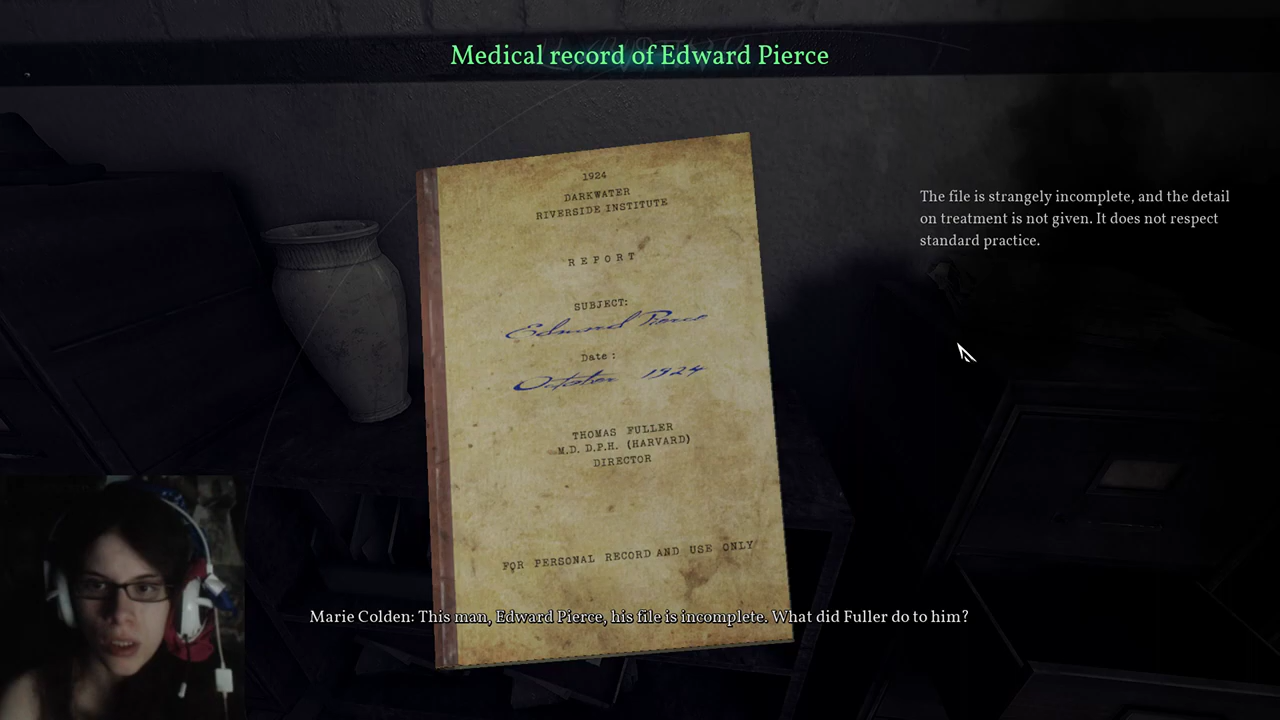 Medical record of Edward Pierce
1924
DARKWATER
RIVERSIDE INSTITUTE
REPORT
SUBJECT:
Edward Pierce
Date :
October 1924
THOMAS FULLER
M.D. D.P.H. (HARVARD)
DIRECTOR
FOR PERSONAL RECORD AND USE ONLY
The file is strangely incomplete, and the detail
on treatment is not given. It does not respect
standard practice.
Marie Colden: This man, Edward Pierce, his file is incomplete. What did Fuller do to him?